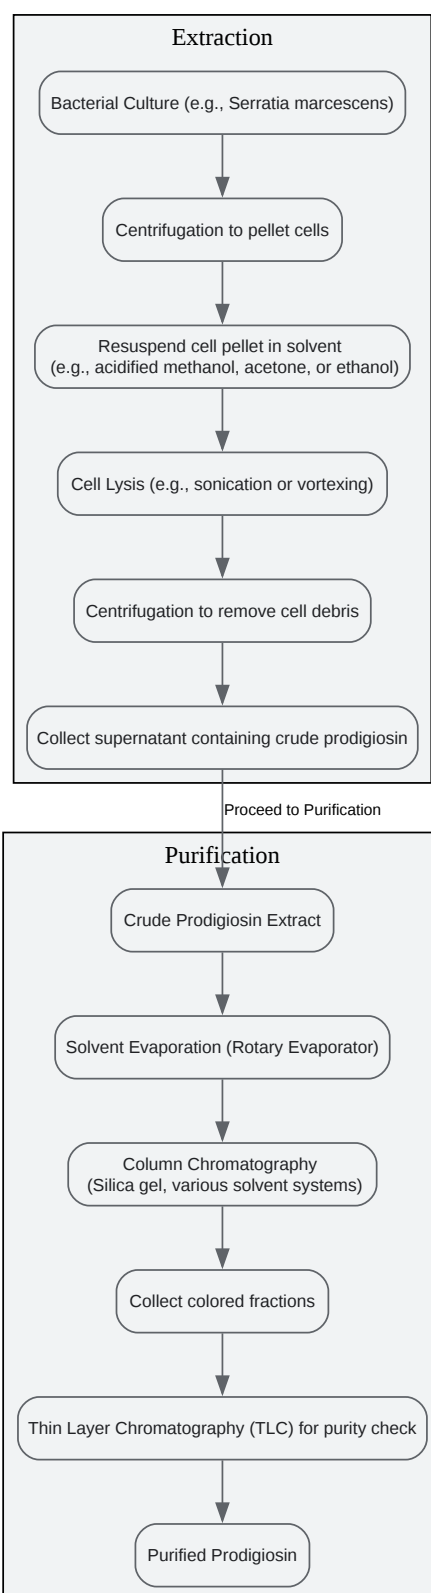 Extraction
Bacterial Culture (e.g., Serratia marcescens)
Centrifugation to pellet cells
Resuspend cell pellet in solvent
(e.g., acidified methanol, acetone, or ethanol)
Cell Lysis (e.g., sonication or vortexing)
Centrifugation to remove cell debris
Collect supernatant containing crude prodigiosin
Proceed to Purification
Purification
Crude Prodigiosin Extract
Solvent Evaporation (Rotary Evaporator)
Column Chromatography
(Silica gel, various solvent systems)
Collect colored fractions
Thin Layer Chromatography (TLC) for purity check
Purified Prodigiosin